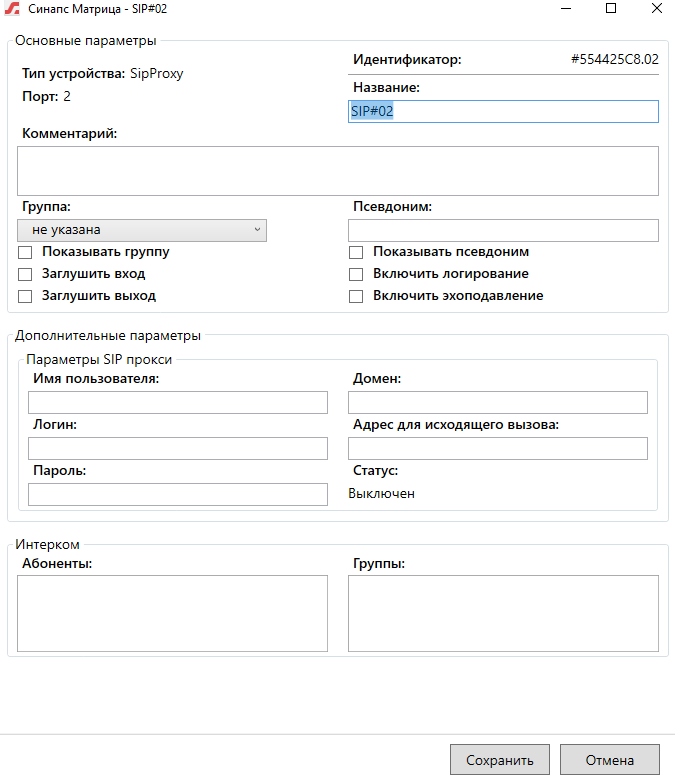 Синапс Матрица - SIP#02
Основные параметры
Тип устройства: SipProxy
Порт: 2
Идентификатор: #554425C8.02
Название:
SIP#02
Комментарий:
Группа:
не указана
Псевдоним:
Показывать группу
Заглушить вход
Заглушить выход
Показывать псевдоним
Включить логирование
Включить эхоподавление
Дополнительные параметры
Параметры SIP прокси
Имя пользователя:
Домен:
Логин:
Адрес для исходящего вызова:
Пароль:
Статус:
Выключен
Интерком
Абоненты:
Группы:
Сохранить
Отмена